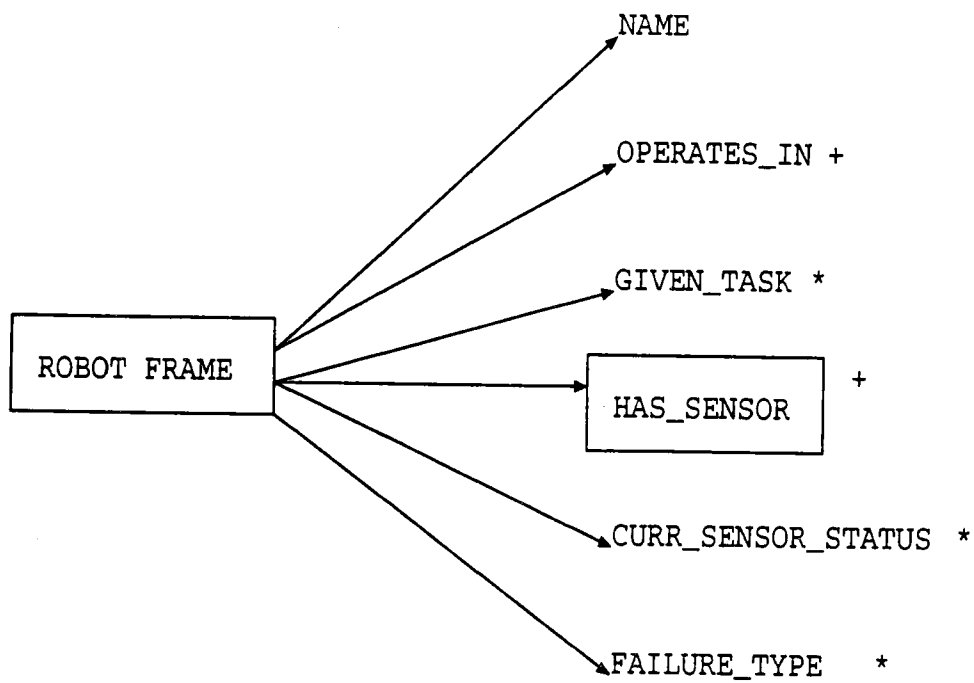 NAME
OPERATES_IN +
GIVEN_TASK *
ROBOT FRAME
HAS_SENSOR +
CURR_SENSOR_STATUS *
FAILURE_TYPE *